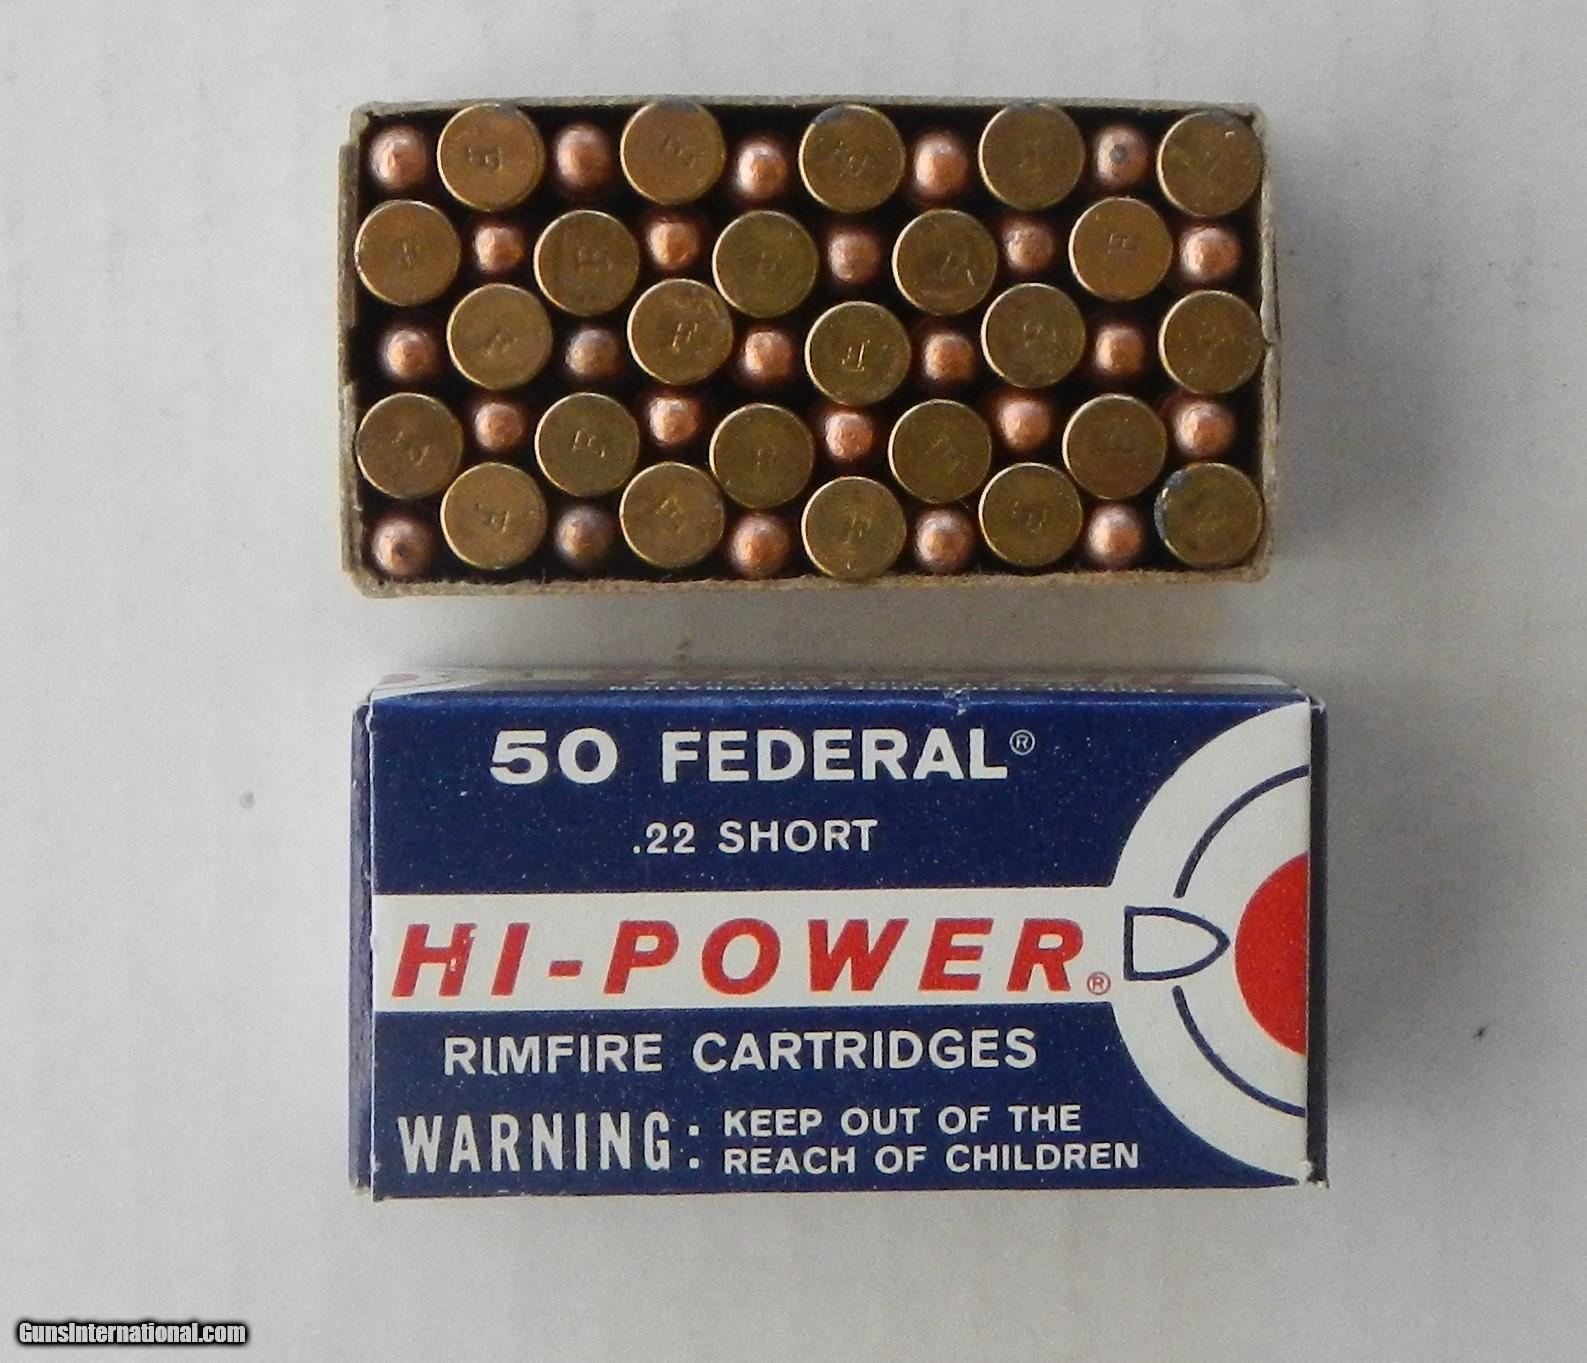 50 FEDERAL®
.22 SHORT
HI-POWER®
RIMFIRE CARTRIDGES
WARNING: KEEP OUT OF THE
REACH OF CHILDREN
GunsInternational.com